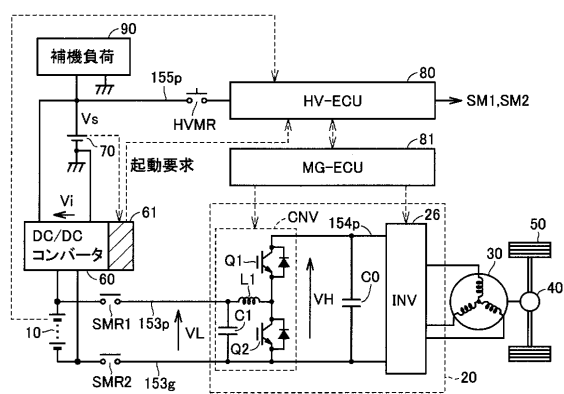 90
補機負荷
155p
80
HV-ECU
SM1,SM2
HVMR
Vs
81
70
起動要求
MG-ECU
Vi
61
DC/DC
コンバータ
60
CNV
154p
26
50
Q1
30
L1
VH
C0
INV
40
10
SMR1
153p
VL
C1
Q2
SMR2
153g
20